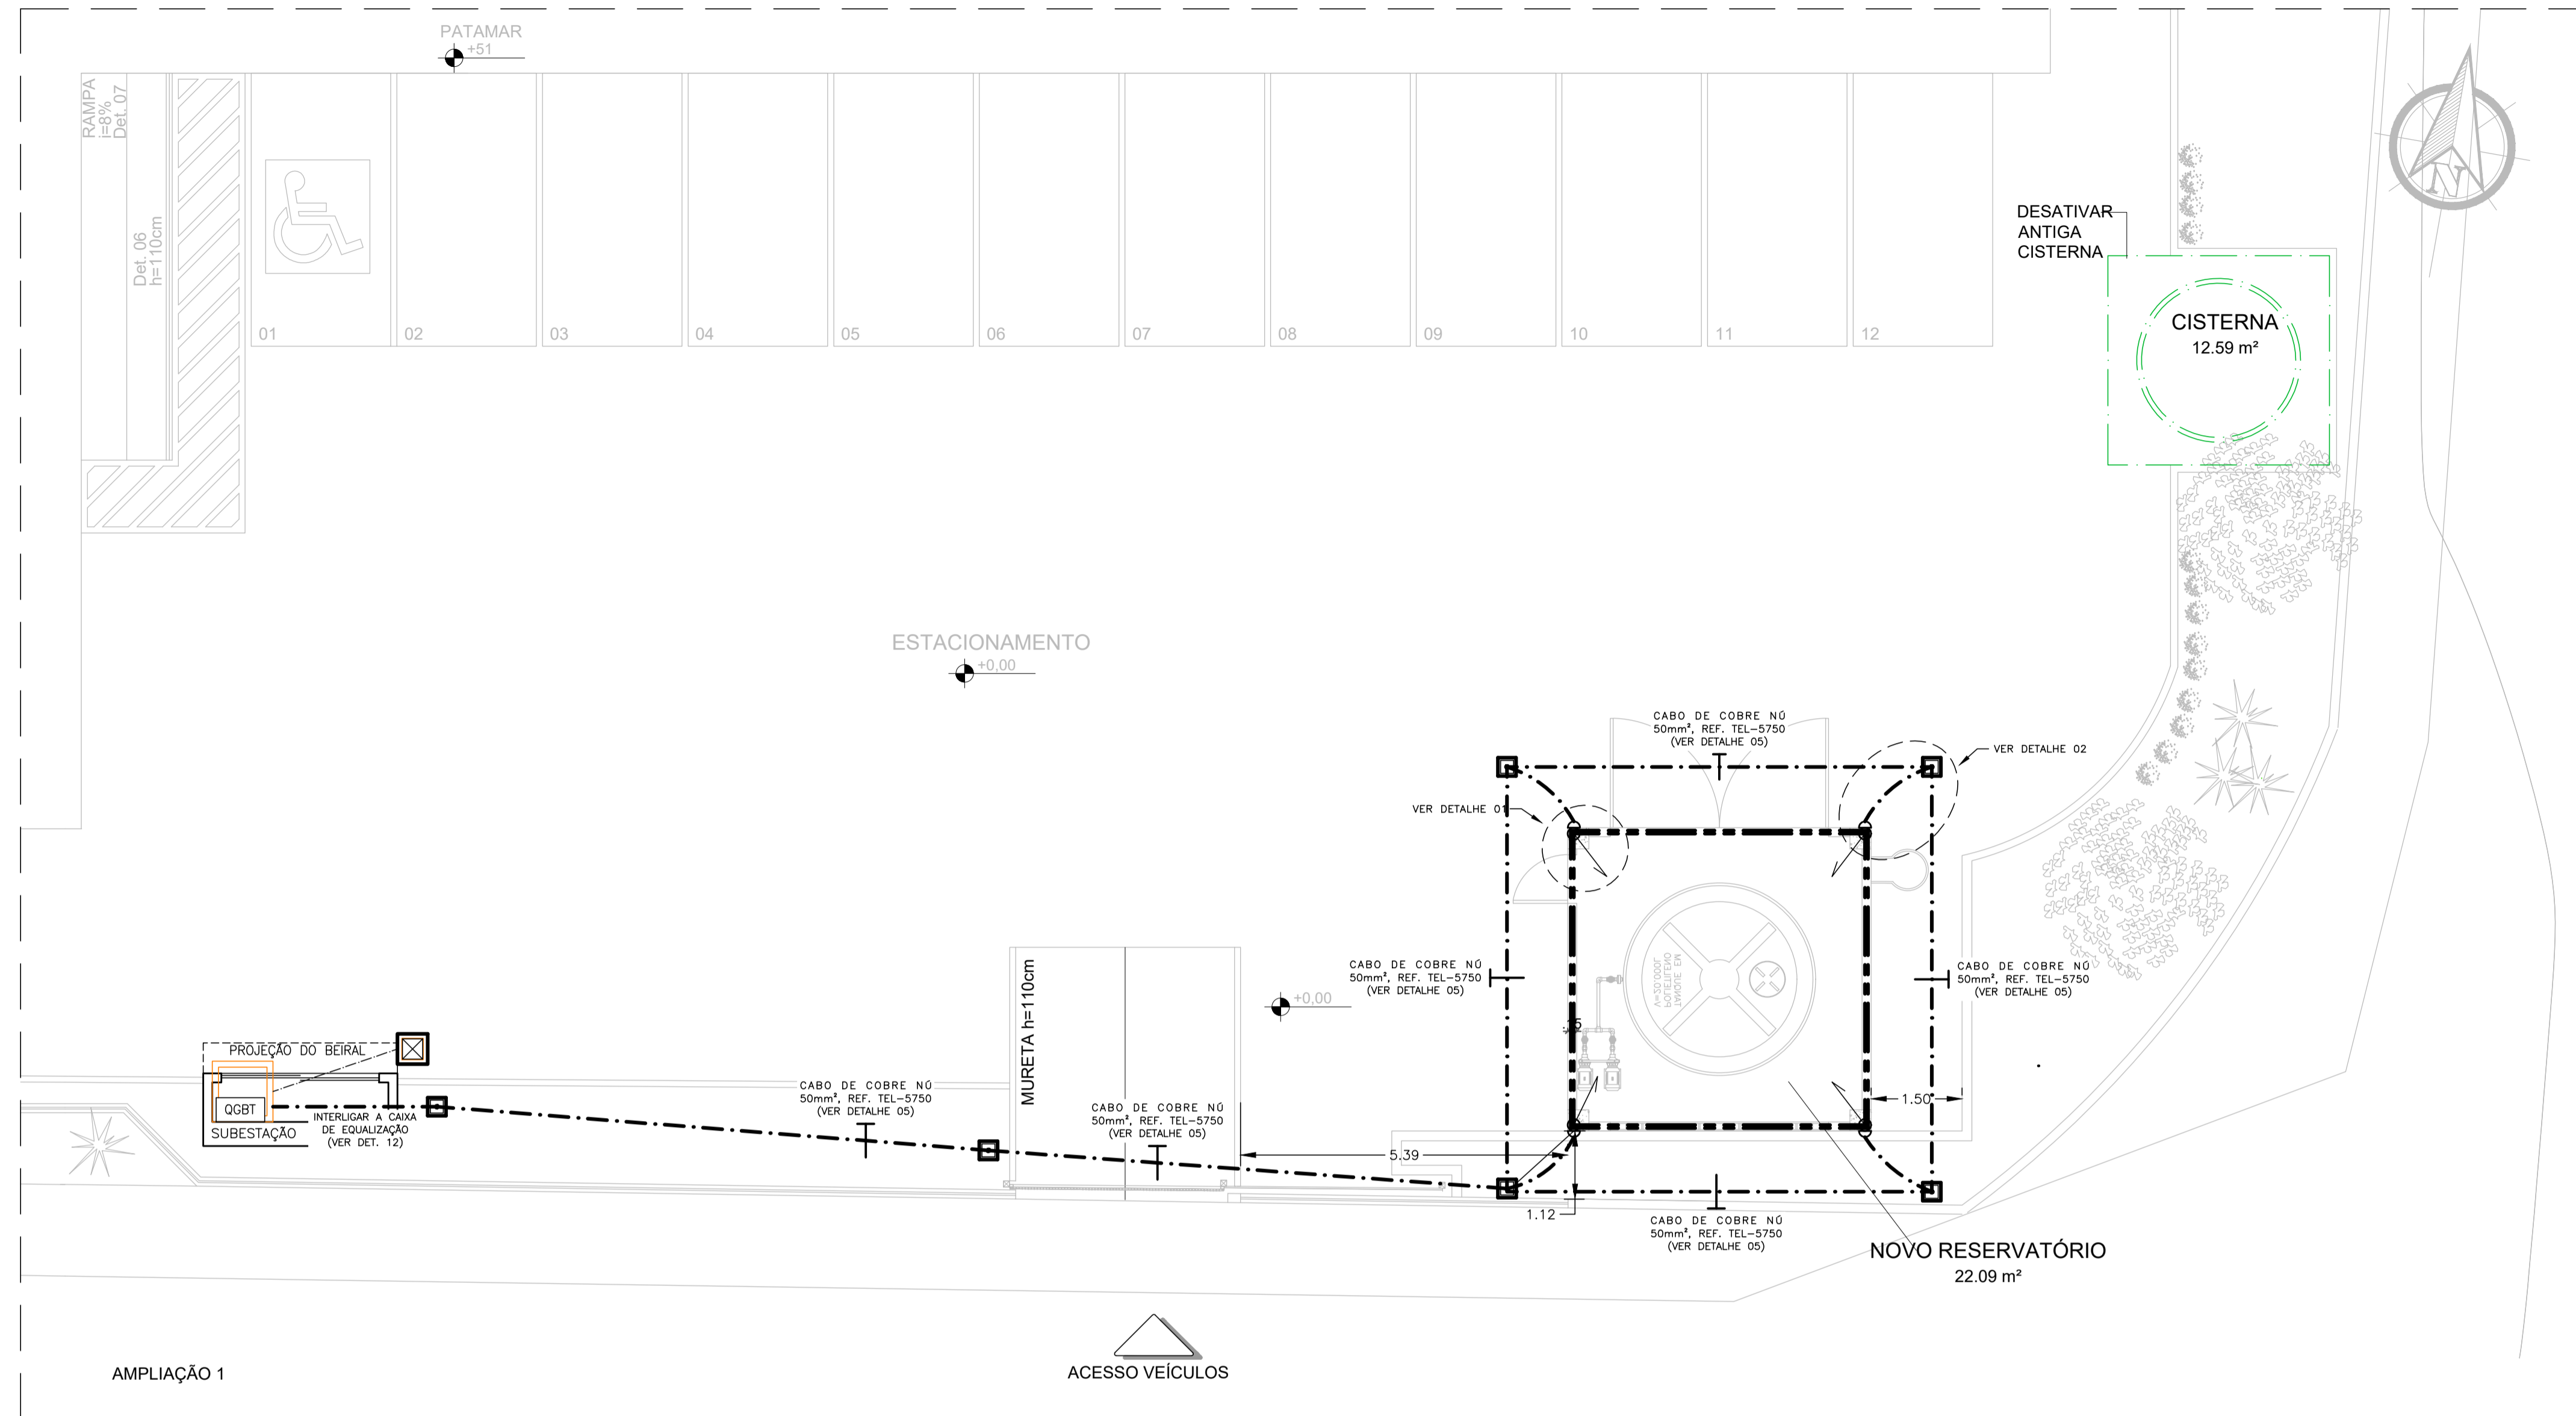 PATAMAR
+51
RAMPA
i=8%
Det. 07
Det. 06
h=110cm
01
02
03
04
05
06
07
08
09
10
11
12
N
DESATIVAR
ANTIGA
CISTERNA
CISTERNA
12.59 m²
ESTACIONAMENTO
+0,00
CABO DE COBRE NÚ
50mm², REF. TEL-5750
(VER DETALHE 05)
VER DETALHE 02
VER DETALHE 01
CABO DE COBRE NÚ
50mm², REF. TEL-5750
(VER DETALHE 05)
TANQUE EM
POLIETILENO
V=20.000L
CABO DE COBRE NÚ
50mm², REF. TEL-5750
(VER DETALHE 05)
MURETA h=110cm
+0,00
.15
PROJEÇÃO DO BEIRAL
QGBT
SUBESTAÇÃO
INTERLIGAR A CAIXA
DE EQUALIZAÇÃO
(VER DET. 12)
CABO DE COBRE NÚ
50mm², REF. TEL-5750
(VER DETALHE 05)
CABO DE COBRE NÚ
50mm², REF. TEL-5750
(VER DETALHE 05)
1.50
5.39
1.12
CABO DE COBRE NÚ
50mm², REF. TEL-5750
(VER DETALHE 05)
NOVO RESERVATÓRIO
22.09 m²
AMPLIAÇÃO 1
ACESSO VEÍCULOS